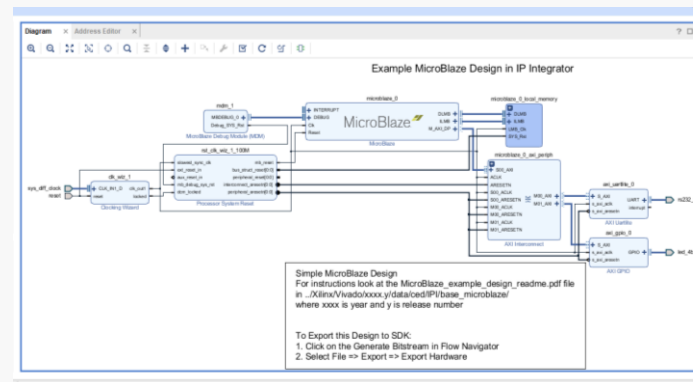 Diagram
Address Editor
Example MicroBlaze Design in IP Integrator
mdm_1
MBDEBUG_0
Debug_SYS_Rst
MicroBlaze Debug Module (MDM)
microblaze_0
INTERRUPT
DEBUG
Clk
Reset
DLMB
ILMB
M_AXI_DP
MicroBlaze
MicroBlaze
microblaze_0_local_memory
DLMB
ILMB
LMB_Clk
SYS_Rst
rst_clk_wiz_1_100M
slowest_sync_clk
ext_reset_in
aux_reset_in
mb_debug_sys_rst
dcm_locked
mb_reset
bus_struct_reset[0:0]
peripheral_reset[0:0]
interconnect_aresetn[0:0]
peripheral_aresetn[0:0]
Processor System Reset
clk_wiz_1
sys_diff_clock
reset
CLK_IN1_D
reset
clk_out1
locked
Clocking Wizard
microblaze_0_axi_periph
S00_AXI
ACLK
ARESETN
S00_ACLK
S00_ARESETN
M00_ACLK
M00_ARESETN
M01_ACLK
M01_ARESETN
M00_AXI
M01_AXI
AXI Interconnect
axi_uartlite_0
S_AXI
s_axi_aclk
s_axi_aresetn
UART
interrupt
AXI Uartlite
rs232_
axi_gpio_0
S_AXI
s_axi_aclk
s_axi_aresetn
GPIO
AXI GPIO
led_4b
Simple MicroBlaze Design
For instructions look at the MicroBlaze_example_design_readme.pdf file
in ../Xilinx/Vivado/xxxx.y/data/ced/IPI/base_microblaze/
where xxxx is year and y is release number
To Export this Design to SDK:
1. Click on the Generate Bitstream in Flow Navigator
2. Select File => Export => Export Hardware